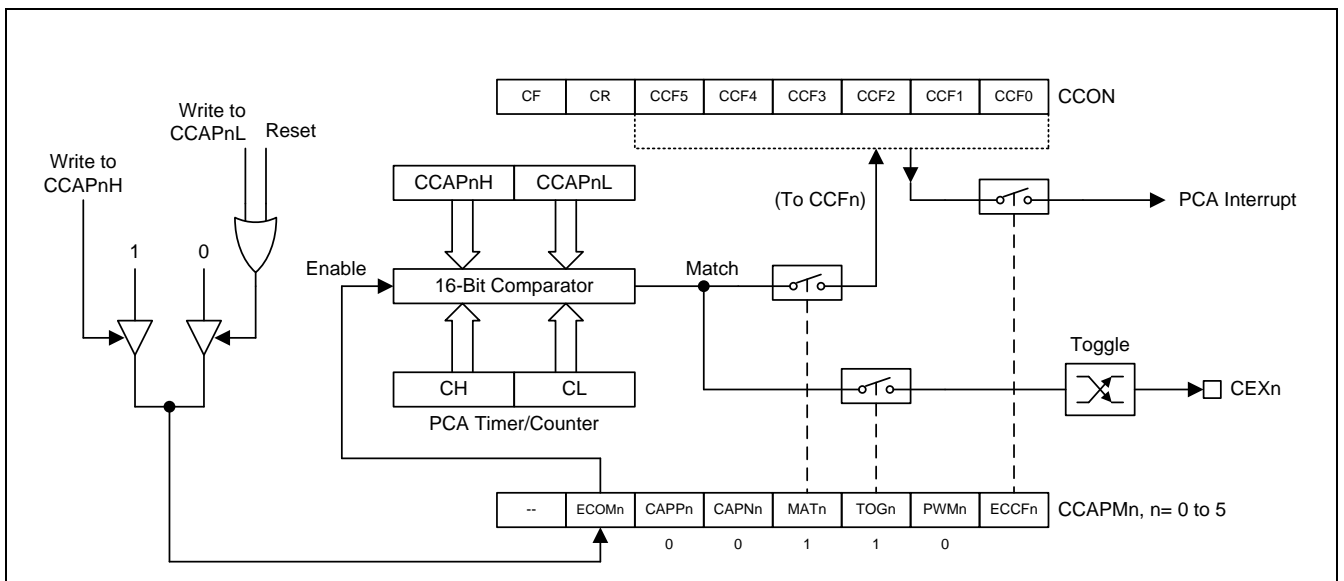 CF CR CCF5 CCF4 CCF3 CCF2 CCF1 CCF0 CCON
Write to
CCAPnL
Reset
Write to
CCAPnH
CCAPnH CCAPnL
(To CCFn)
PCA Interrupt
1 0
Enable
16-Bit Comparator
Match
Toggle
CH CL
CEXn
PCA Timer/Counter
-- ECOMn CAPPn CAPNn MATn TOGn PWMn ECCFn CCAPMn, n= 0 to 5
0 0 1 1 0